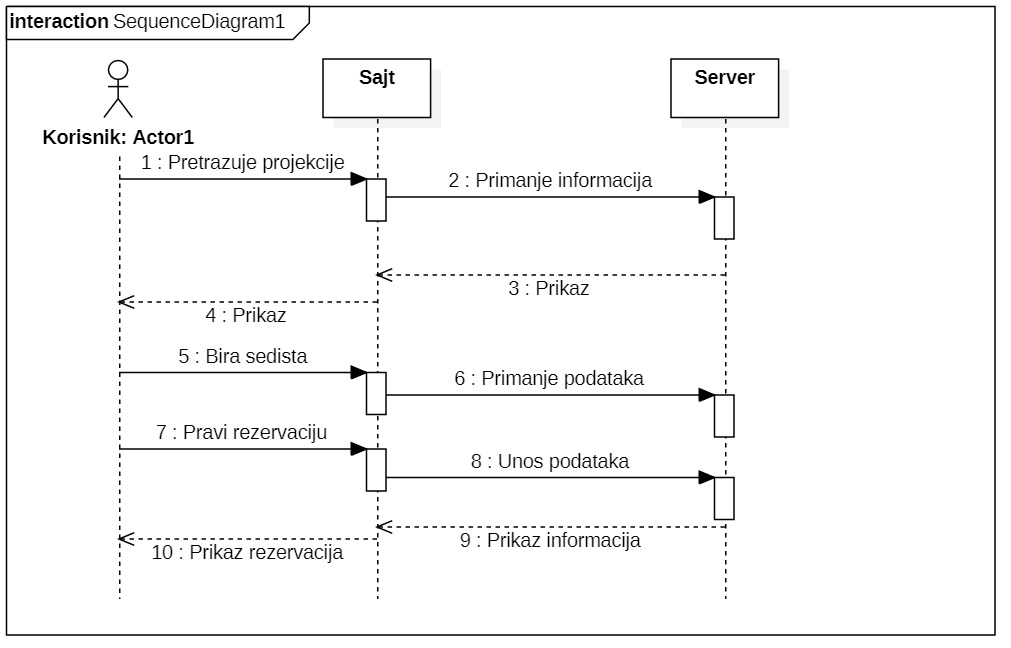 interaction SequenceDiagram1
Sajt
Server
Korisnik: Actor1
1 : Pretrazuje projekcije
2 : Primanje informacija
3 : Prikaz
4 : Prikaz
5 : Bira sedista
6 : Primanje podataka
7 : Pravi rezervaciju
8 : Unos podataka
9 : Prikaz informacija
10 : Prikaz rezervacija